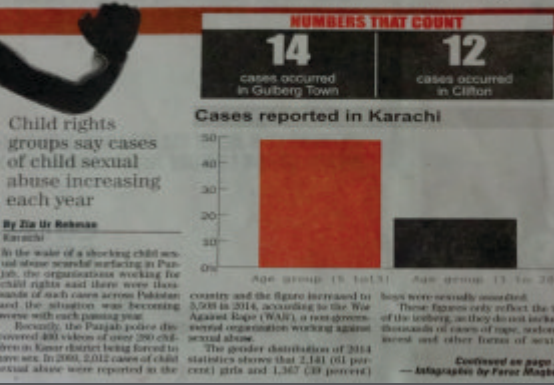 NUMBERS THAT COUNT
14
cases occurred
in Gulberg Town
12
cases occurred
in Clifton
Cases reported in Karachi
50
40
30
20
10
0%
Age group (5 to
Age group (
Child rights
groups say cases
of child sexual
abuse increasing
each year
By Zia Ur Rehman
Karachi
In the wake of a shocking child sex-
ual abuse scandal surfacing in Pun-
jab, the organisations working for
child rights said there were thou-
sands of such cases across Pakistan
and the situation was becoming
worse with each passing year.
Recently, the Punjab police dis-
covered 400 videos of over 280 chil-
dren in Kasur district being forced to
have sex. In 2009, 2,012 cases of child
sexual abuse were reported in the
country and the figure increased to
3,508 in 2014, according to the War
Against Rape (WAR), a non-govern-
mental organisation working against
sexual abuse.
The gender distribution of 2014
statistics shows that 2,141 (61 per-
cent) girls and 1,367 (39 percent)
boys were sexually assaulted.
These figures only reflect the t
of the iceberg, as they do not inclu
thousands of cases of rape, sodom
incest and other forms of sexu
Continued on page
— Infographic by Faraz Maqb